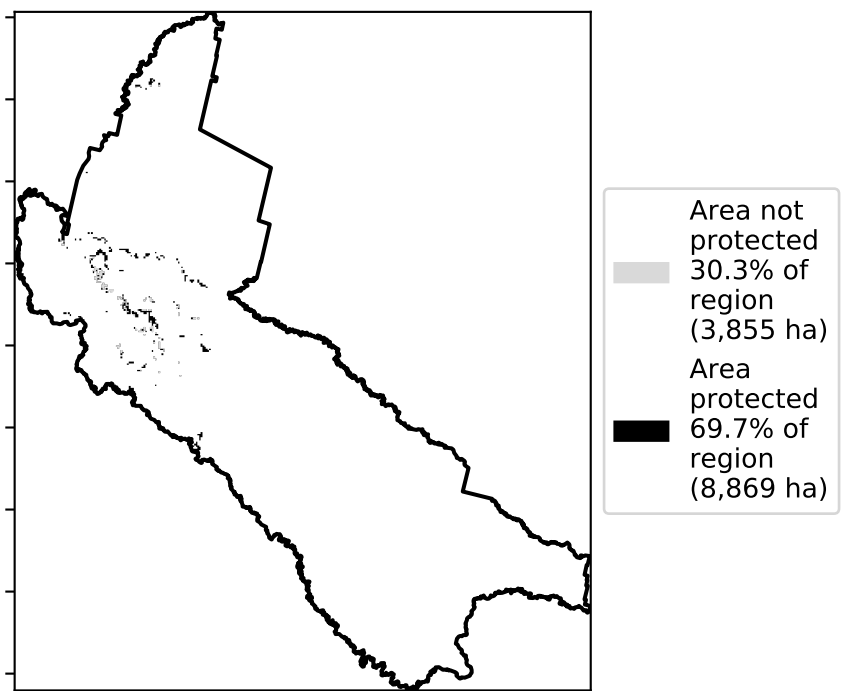 Area not
protected
30.3% of
region
(3,855 ha)
Area
protected
69.7% of
region
(8,869 ha)